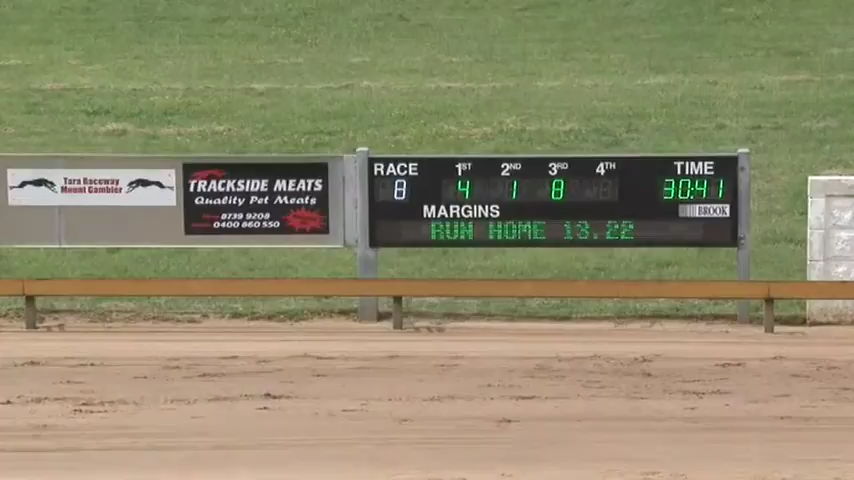 Tara Raceway
Mount Gambier
TRACKSIDE MEATS
Quality Pet Meats
8739 9208
0400 860 550
RACE 1ST 2ND 3RD 4TH TIME
8 4 1 8 30:41
MARGINS BROOK
RUN HOME 13.22